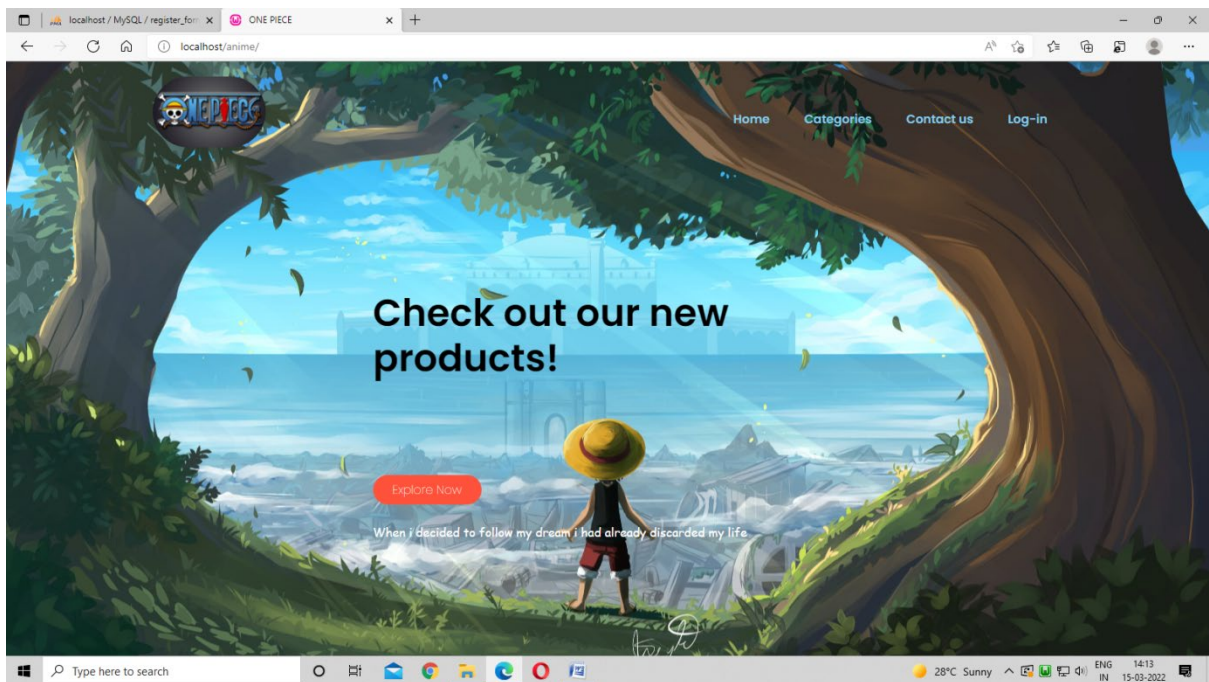 localhost / MySQL / register_for
ONE PIECE
localhost/anime/
ONE PIECE
Home Categories Contact us Log-in
Check out our new
products!
Explore Now
When i decided to follow my dream i had already discarded my life
Type here to search
28°C Sunny
ENG
IN
14:13
15-03-2022